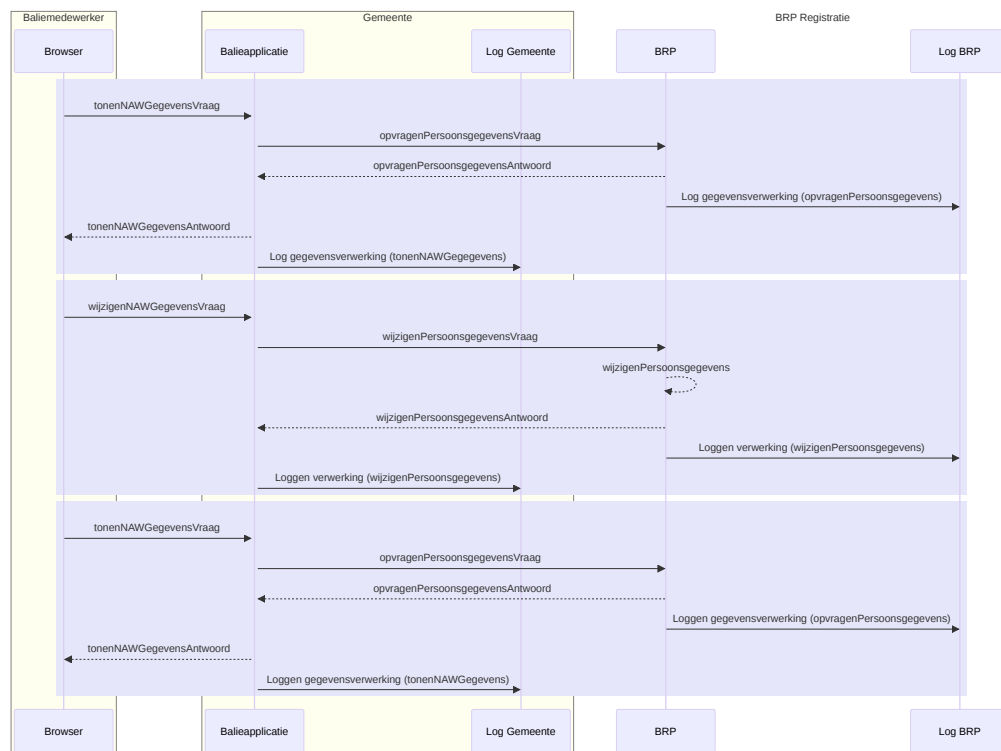 Baliemedewerker
Gemeente
BRP Registratie
Browser
Balieapplicatie
Log Gemeente
BRP
Log BRP
tonenNAWGegevensVraag
opvragenPersoonsgegevensVraag
opvragenPersoonsgegevensAntwoord
Log gegevensverwerking (opvragenPersoonsgegevens)
tonenNAWGegevensAntwoord
Log gegevensverwerking (tonenNAWGegegevens)
wijzigenNAWGegevensVraag
wijzigenPersoonsgegevensVraag
wijzigenPersoonsgegevens
wijzigenPersoonsgegevensAntwoord
Loggen verwerking (wijzigenPersoonsgegevens)
Loggen verwerking (wijzigenPersoonsgegevens)
tonenNAWGegevensVraag
opvragenPersoonsgegevensVraag
opvragenPersoonsgegevensAntwoord
Loggen gegevensverwerking (opvragenPersoonsgegevens)
tonenNAWGegevensAntwoord
Loggen gegevensverwerking (tonenNAWGegevens)
Browser
Balieapplicatie
Log Gemeente
BRP
Log BRP